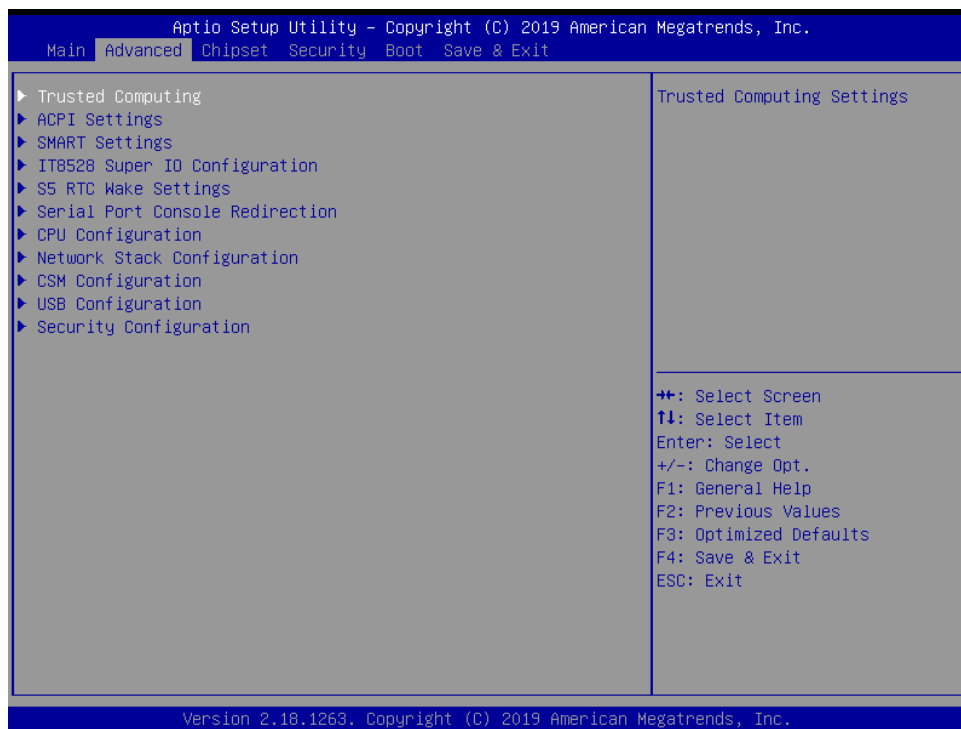 Aptio Setup Utility – Copyright (C) 2019 American Megatrends, Inc.
Main Advanced Chipset Security Boot Save & Exit
Trusted Computing
ACPI Settings
SMART Settings
IT8528 Super IO Configuration
S5 RTC Wake Settings
Serial Port Console Redirection
CPU Configuration
Network Stack Configuration
CSM Configuration
USB Configuration
Security Configuration
Trusted Computing Settings
→←: Select Screen
↑↓: Select Item
Enter: Select
+/-: Change Opt.
F1: General Help
F2: Previous Values
F3: Optimized Defaults
F4: Save & Exit
ESC: Exit
Version 2.18.1263. Copyright (C) 2019 American Megatrends, Inc.